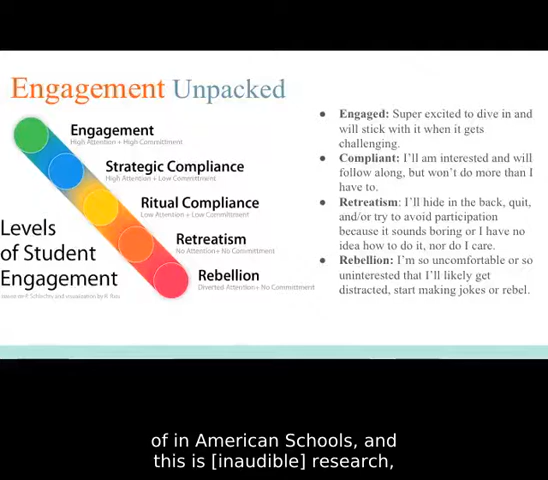 Engagement Unpacked
Engagement
High Attention + High Committment
Strategic Compliance
High Attention + Low Committment
Ritual Compliance
Low Attention + Low Committment
Retreatism
No Attention + No Committment
Rebellion
Diverted Attention + No Committment
Levels
of Student
Engagement
● Engaged: Super excited to dive in and
will stick with it when it gets
challenging.
● Compliant: I'll am interested and will
follow along, but won't do more than I
have to.
● Retreatism: I'll hide in the back, quit,
and/or try to avoid participation
because it sounds boring or I have no
idea how to do it, nor do I care.
● Rebellion: I'm so uncomfortable or so
uninterested that I'll likely get
distracted, start making jokes or rebel.
of in American Schools, and
this is [inaudible] research,